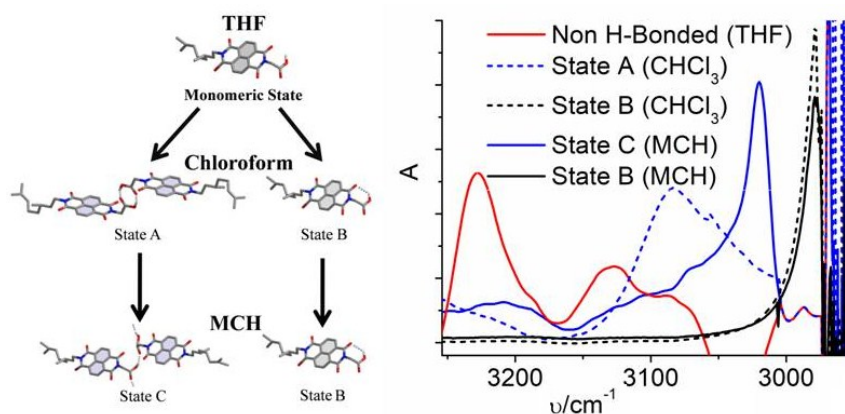 THF
Monomeric State
Chloroform
State A
State B
MCH
State C
State B
Non H-Bonded (THF)
State A (CHCl₃)
State B (CHCl₃)
State C (MCH)
State B (MCH)
A
3200
3100
3000
υ/cm⁻¹